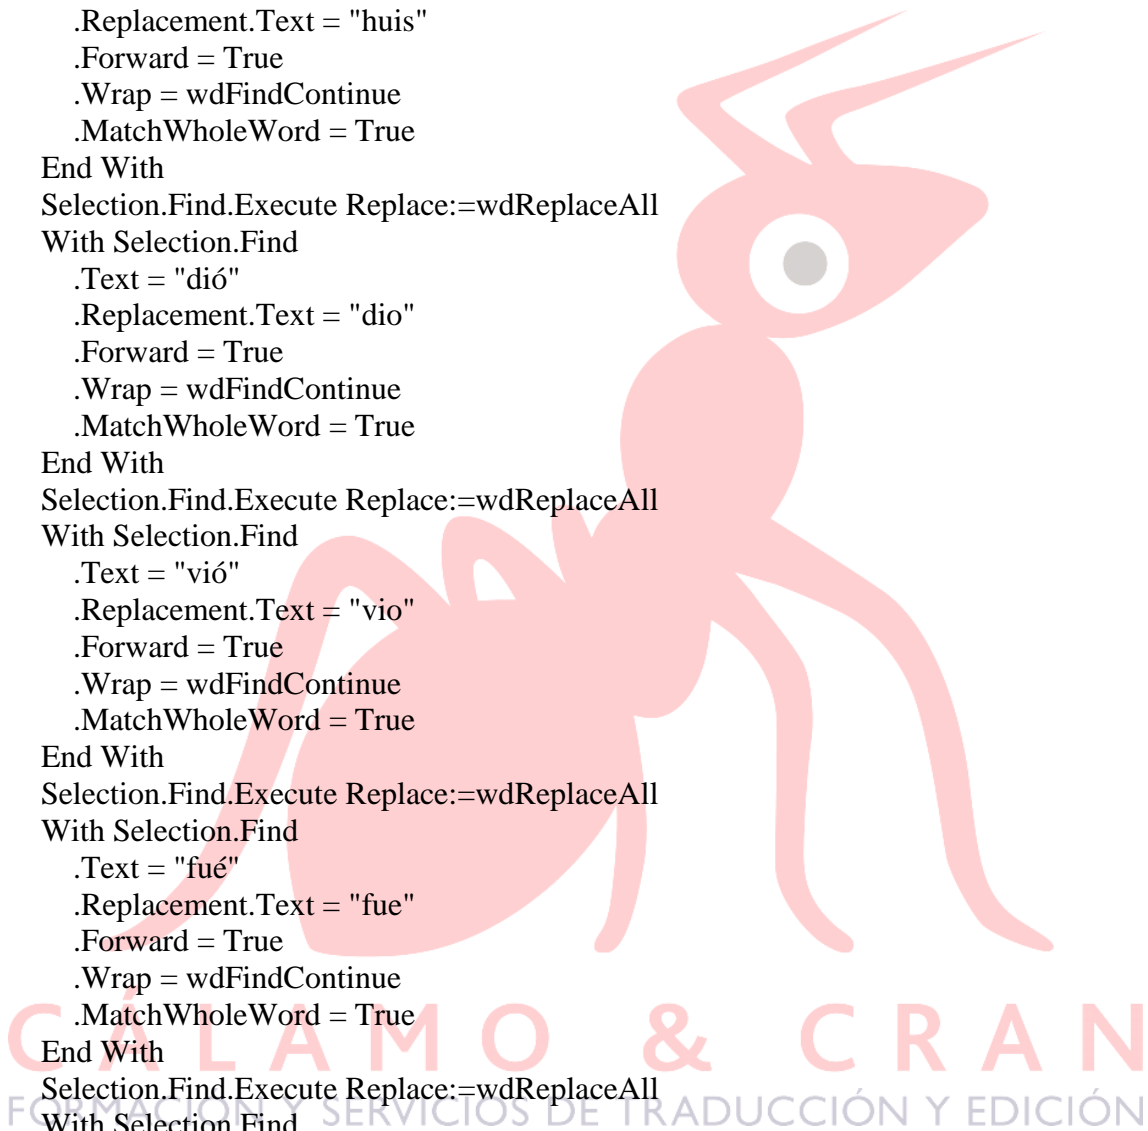 .Replacement.Text = "huis"
.Forward = True
.Wrap = wdFindContinue
.MatchWholeWord = True
End With
Selection.Find.Execute Replace:=wdReplaceAll
With Selection.Find
.Text = "dió"
.Replacement.Text = "dio"
.Forward = True
.Wrap = wdFindContinue
.MatchWholeWord = True
End With
Selection.Find.Execute Replace:=wdReplaceAll
With Selection.Find
.Text = "vió"
.Replacement.Text = "vio"
.Forward = True
.Wrap = wdFindContinue
.MatchWholeWord = True
End With
Selection.Find.Execute Replace:=wdReplaceAll
With Selection.Find
.Text = "fué"
.Replacement.Text = "fue"
.Forward = True
.Wrap = wdFindContinue
.MatchWholeWord = True
End With
Selection.Find.Execute Replace:=wdReplaceAll
With Selection.Find
CÁLAMO & CRAN
FORMACIÓN Y SERVICIOS DE TRADUCCIÓN Y EDICIÓN